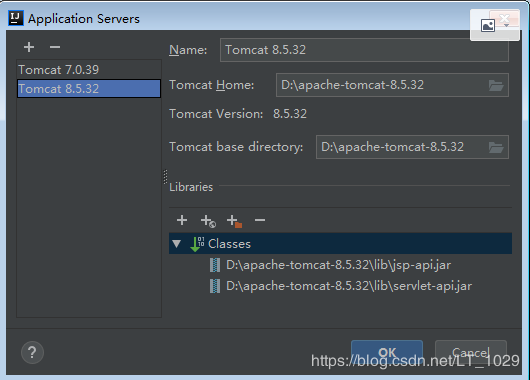 Application Servers
Name: Tomcat 8.5.32
Tomcat 7.0.39
Tomcat 8.5.32
Tomcat Home: D:\apache-tomcat-8.5.32
Tomcat Version: 8.5.32
Tomcat base directory: D:\apache-tomcat-8.5.32
Libraries
Classes
D:\apache-tomcat-8.5.32\lib\jsp-api.jar
D:\apache-tomcat-8.5.32\lib\servlet-api.jar
?
OK
Cancel
https://blog.csdn.net/LT_1029